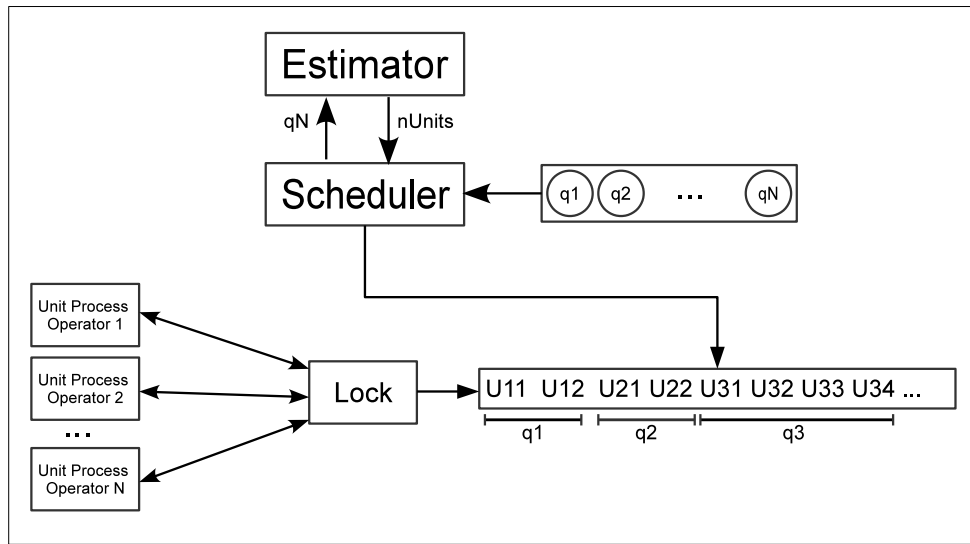 Estimator
qN
nUnits
Scheduler
q1 q2 ... qN
Unit Process
Operator 1
Unit Process
Operator 2
...
Unit Process
Operator N
Lock
U11 U12 U21 U22 U31 U32 U33 U34 ...
q1 q2 q3